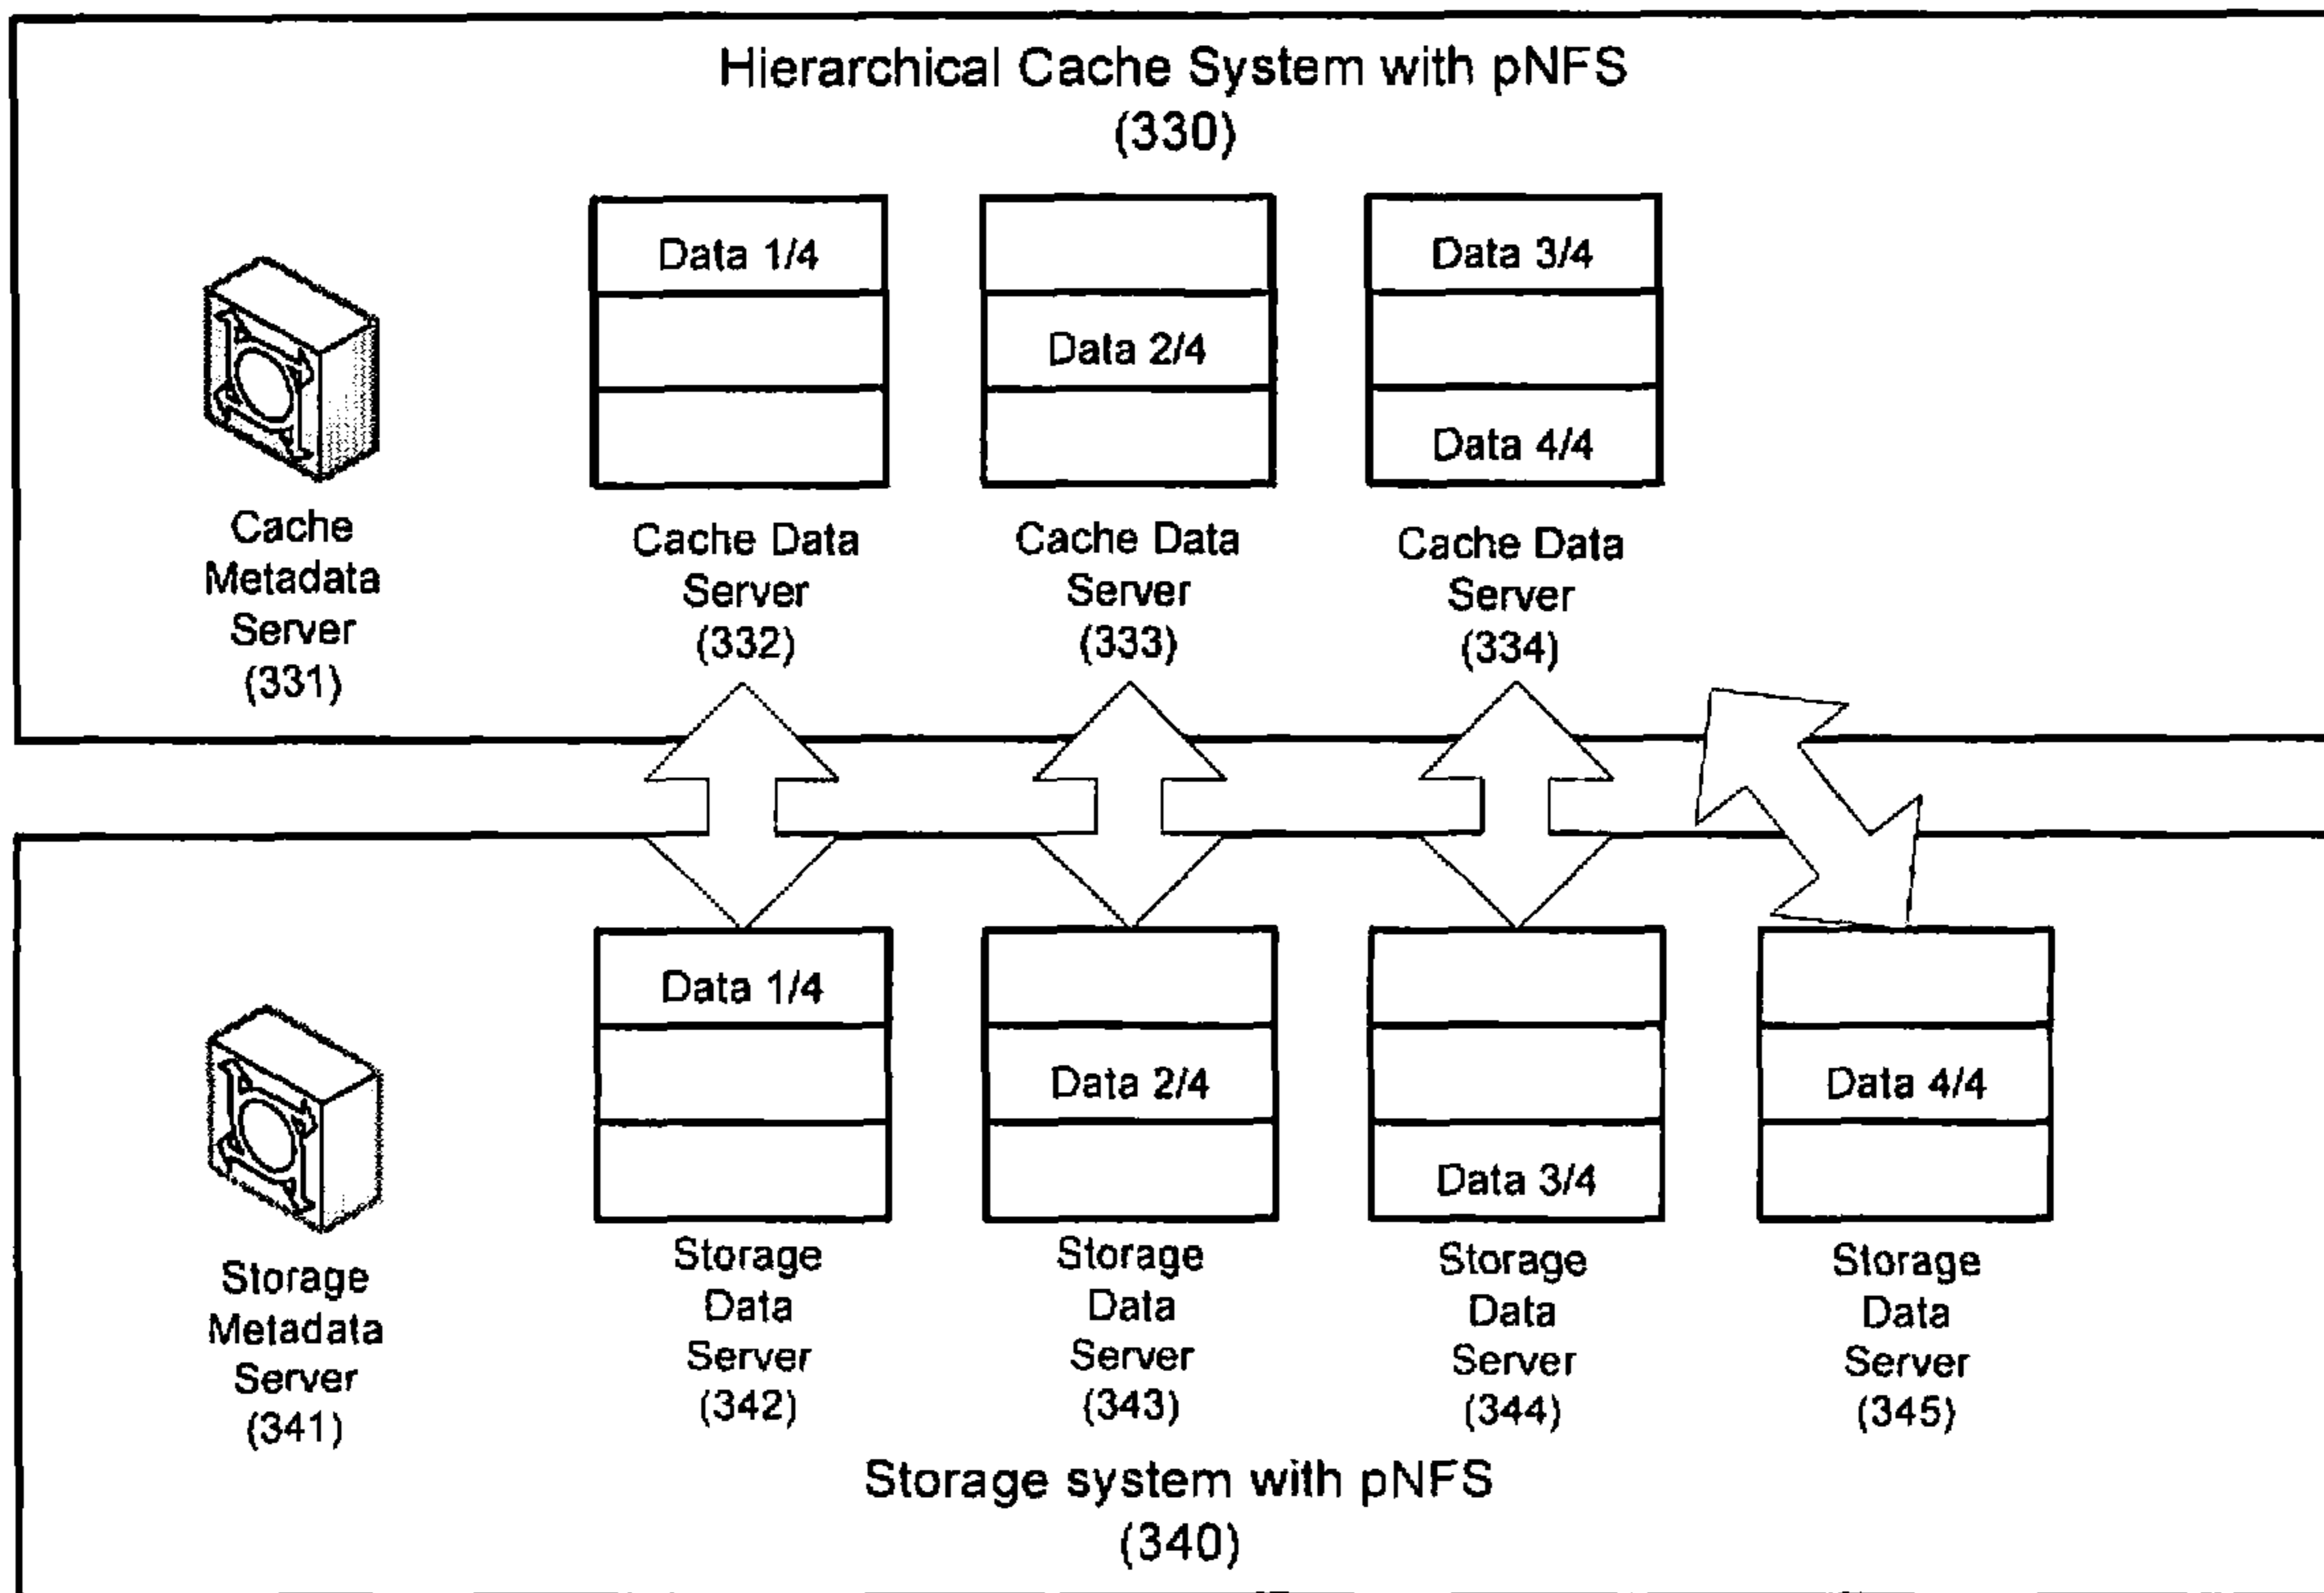 Hierarchical Cache System with pNFS
(330)
Data 1/4
Data 2/4
Data 3/4
Data 4/4
Cache
Metadata
Server
(331)
Cache Data
Server
(332)
Cache Data
Server
(333)
Cache Data
Server
(334)
Data 1/4
Data 2/4
Data 3/4
Data 4/4
Storage
Metadata
Server
(341)
Storage
Data
Server
(342)
Storage
Data
Server
(343)
Storage
Data
Server
(344)
Storage
Data
Server
(345)
Storage system with pNFS
(340)